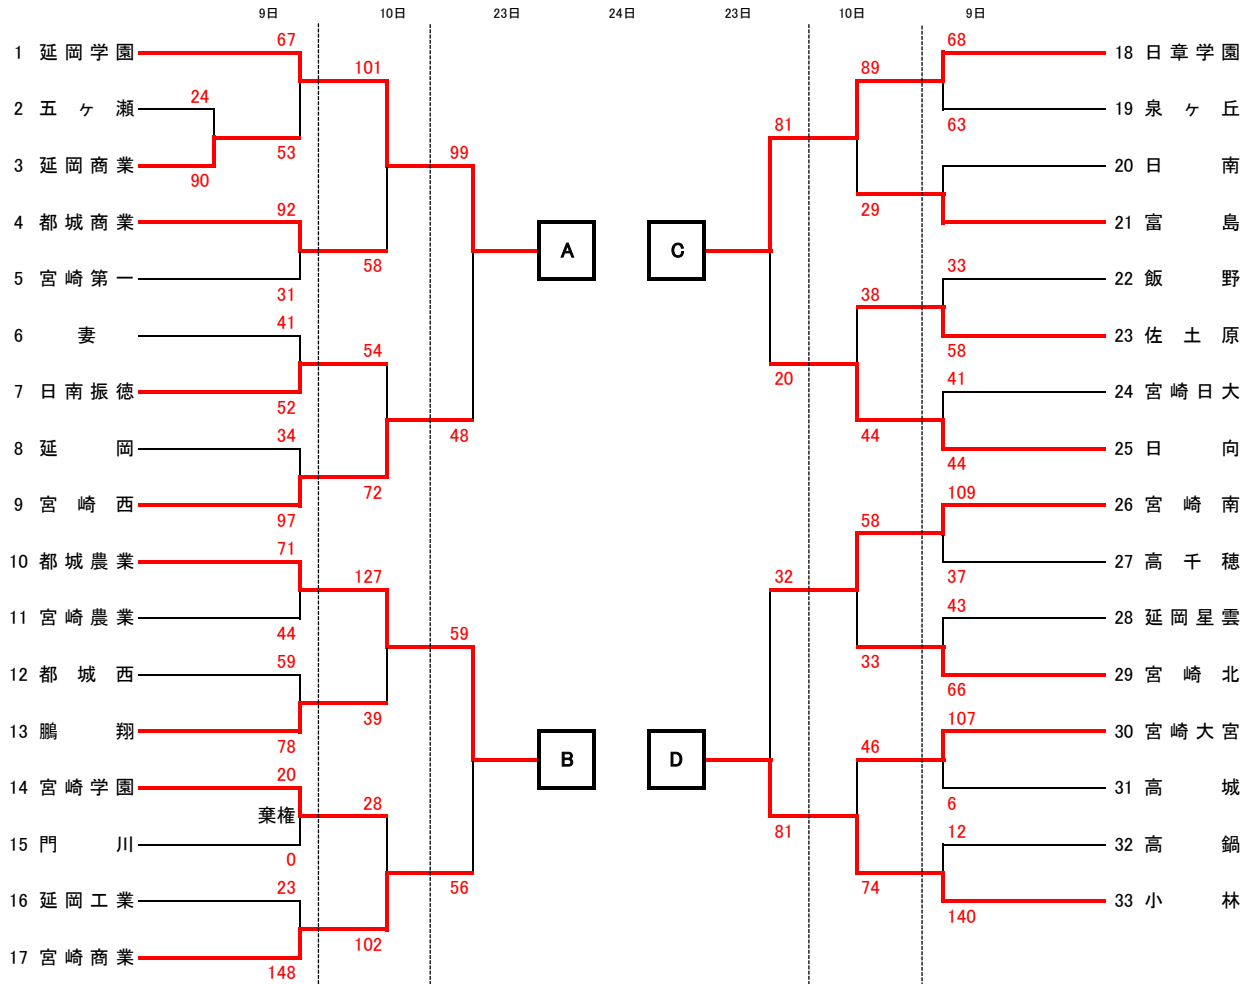 9日 10日 23日 24日 23日 10日 9日
67 68
1 延岡学園 101 89 18 日章学園
24
2 五ヶ瀬 19 泉ヶ丘
81 63
53 99
3 延岡商業 20 日南
90
92 29
4 都城商業 21 富島
A C
58 33
5 宮崎第一 22 飯野
31 38
41
6 妻 23 佐土原
54 58
20 41
7 日南振徳 24 宮崎日大
52
34 48 44
8 延岡 25 日向
44
72 109
9 宮崎西 26 宮崎南
97 58
71
10 都城農業 27 高千穂
127 32 37
43
11 宮崎農業 28 延岡星雲
44 59 33
59
12 都城西 29 宮崎北
66
39 107
13 鵬翔 30 宮崎大宮
78 46
B D
20
14 宮崎学園 31 高城
28 6
棄権
81 12
15 門川 32 高鍋
0
23 56 74
16 延岡工業 33 小林
140
102
17 宮崎商業
148